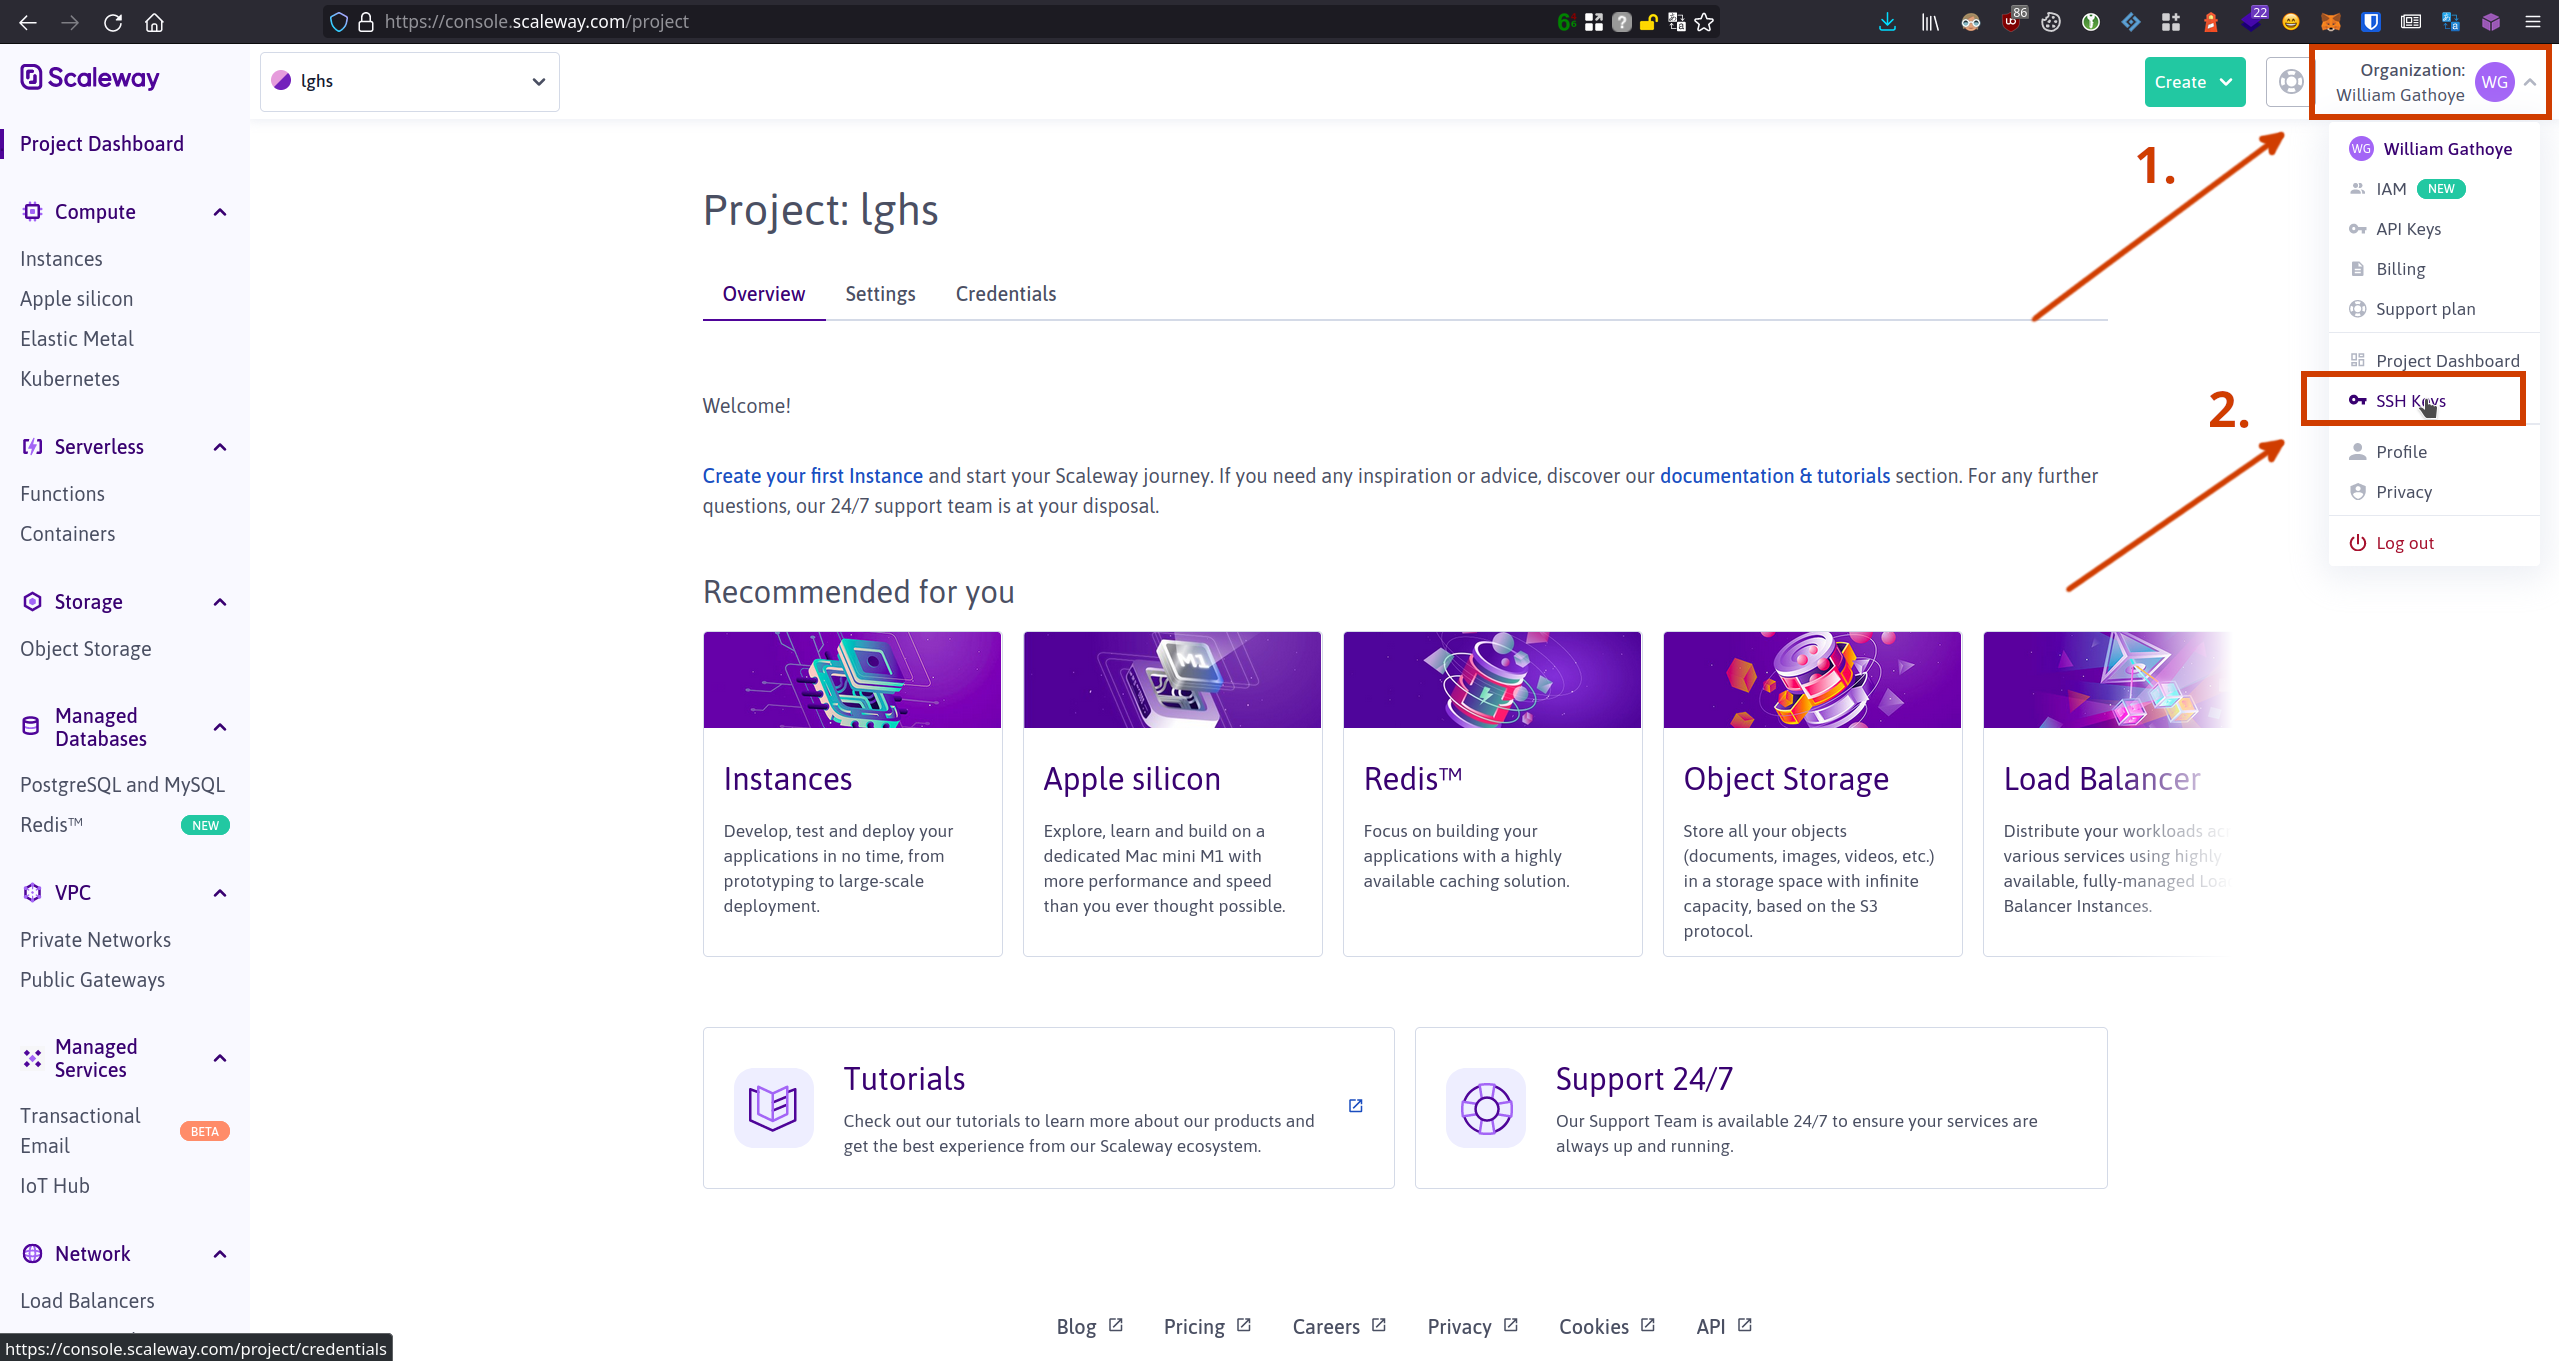 https://console.scaleway.com/project
86
22
Scaleway
lghs
Create
Organization:
William Gathoye
WG
Project Dashboard
Compute
Instances
Apple silicon
Elastic Metal
Kubernetes
Serverless
Functions
Containers
Storage
Object Storage
Managed
Databases
PostgreSQL and MySQL
Redis™ NEW
VPC
Private Networks
Public Gateways
Managed
Services
Transactional
Email
BETA
IoT Hub
Network
Load Balancers
https://console.scaleway.com/project/credentials
Project: lghs
Overview Settings Credentials
Welcome!
Create your first Instance and start your Scaleway journey. If you need any inspiration or advice, discover our documentation & tutorials section. For any further
questions, our 24/7 support team is at your disposal.
Recommended for you
M1
Instances
Develop, test and deploy your
applications in no time, from
prototyping to large-scale
deployment.
Apple silicon
Explore, learn and build on a
dedicated Mac mini M1 with
more performance and speed
than you ever thought possible.
Redis™
Focus on building your
applications with a highly
available caching solution.
Object Storage
Store all your objects
(documents, images, videos, etc.)
in a storage space with infinite
capacity, based on the S3
protocol.
Load Balancer
Distribute your workloads
various services using highly
available, fully-managed
Balancer Instances.
Tutorials
Check out our tutorials to learn more about our products and
get the best experience from our Scaleway ecosystem.
Support 24/7
Our Support Team is available 24/7 to ensure your services are
always up and running.
Blog Pricing Careers Privacy Cookies API
1.
2.
WG William Gathoye
IAM NEW
API Keys
Billing
Support plan
Project Dashboard
SSH Keys
Profile
Privacy
Log out